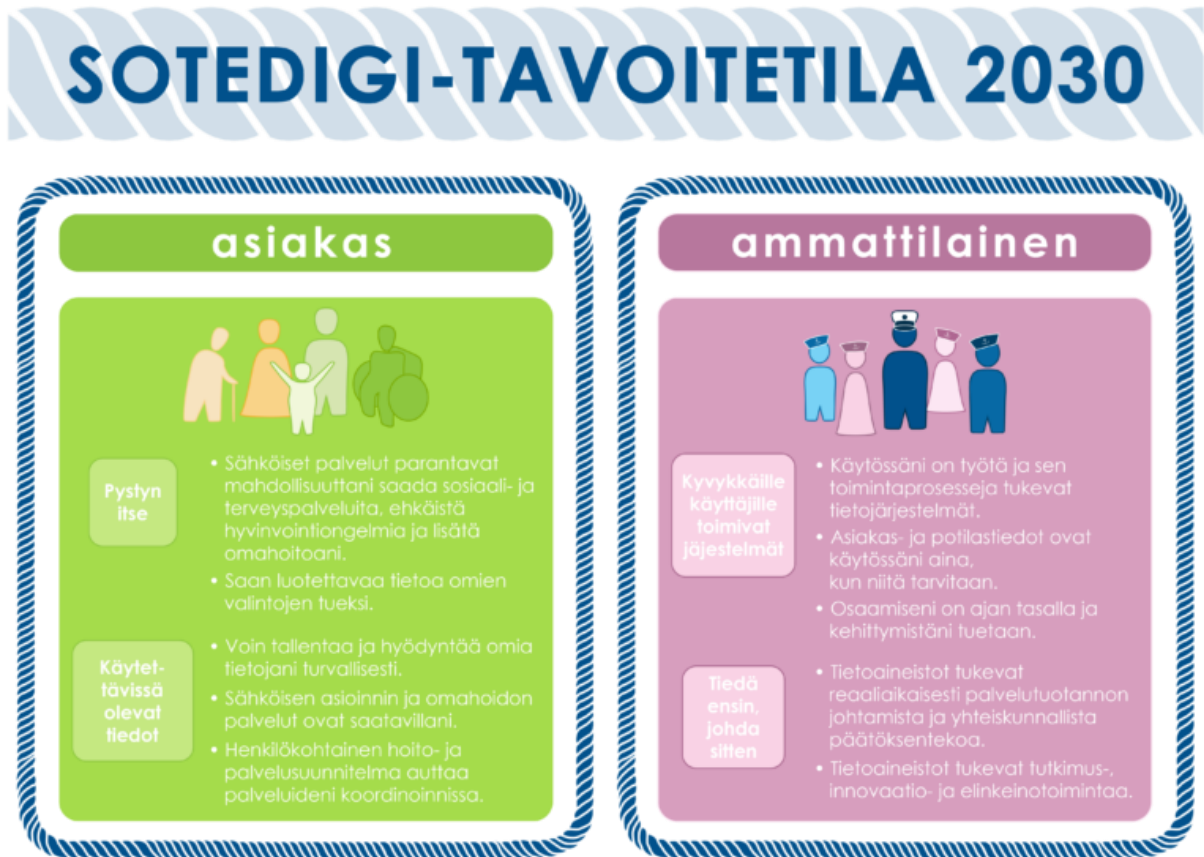 SOTEDIGI-TAVOITETILA 2030
asiakas
Pystyn
itse
• Sähköiset palvelut parantavat
mahdollisuuttani saada sosiaali- ja
terveyspalveluita, ehkäistä
hyvinvointiongelmia ja lisätä
omahoitoani.
• Saan luotettavaa tietoa omien
valintojen tueksi.
Käytet-
tävissä
olevat
tiedot
• Voin tallentaa ja hyödyntää omia
tietojani turvallisesti.
• Sähköisen asioinnin ja omahoidon
palvelut ovat saatavillani.
• Henkilökohtainen hoito- ja
palvelusuunnitelma auttaa
palveluideni koordinoinnissa.
ammattilainen
Kyvykkäille
käyttäjille
toimivat
jäjestelmät
• Käytössäni on työtä ja sen
toimintaprosesseja tukevat
tietojärjestelmät.
• Asiakas- ja potilastiedot ovat
käytössäni aina,
kun niitä tarvitaan.
• Osaamiseni on ajan tasalla ja
kehittymistäni tuetaan.
Tiedä
ensin,
johda
sitten
• Tietoaineistot tukevat
reaaliaikaisesti palvelutuotannon
johtamista ja yhteiskunnallista
päätöksentekoa.
• Tietoaineistot tukevat tutkimus-,
innovaatio- ja elinkeinotoimintaa.